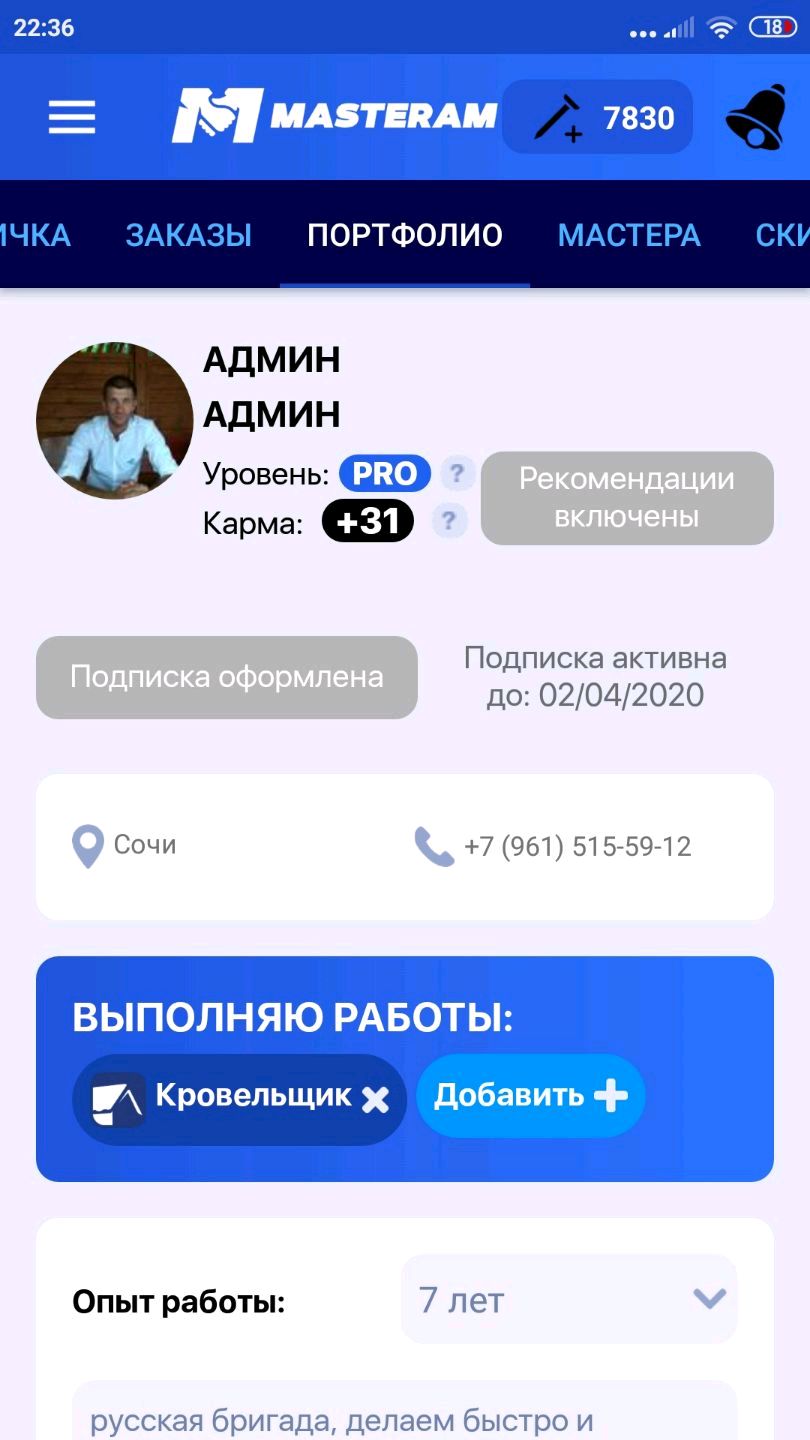 22:36
18
MASTERAM
7830
ИЧКА ЗАКАЗЫ ПОРТФОЛИО МАСТЕРА СКИ
АДМИН
АДМИН
Уровень: PRO ?
Карма: +31 ?
Рекомендации
включены
Подписка оформлена
Подписка активна
до: 02/04/2020
Сочи
+7 (961) 515-59-12
ВЫПОЛНЯЮ РАБОТЫ:
Кровельщик
Добавить
Опыт работы:
7 лет
русская бригада, делаем быстро и